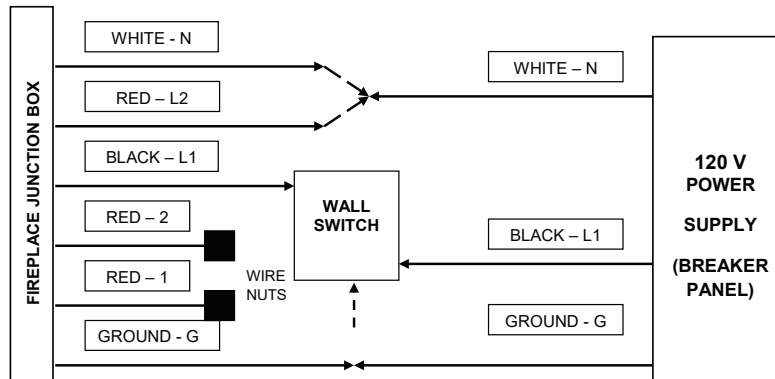 FIREPLACE JUNCTION BOX
WHITE - N
RED – L2
BLACK – L1
RED – 2
RED – 1
GROUND - G
WIRE
NUTS
WALL
SWITCH
WHITE – N
BLACK – L1
GROUND - G
120 V
POWER
SUPPLY
(BREAKER
PANEL)